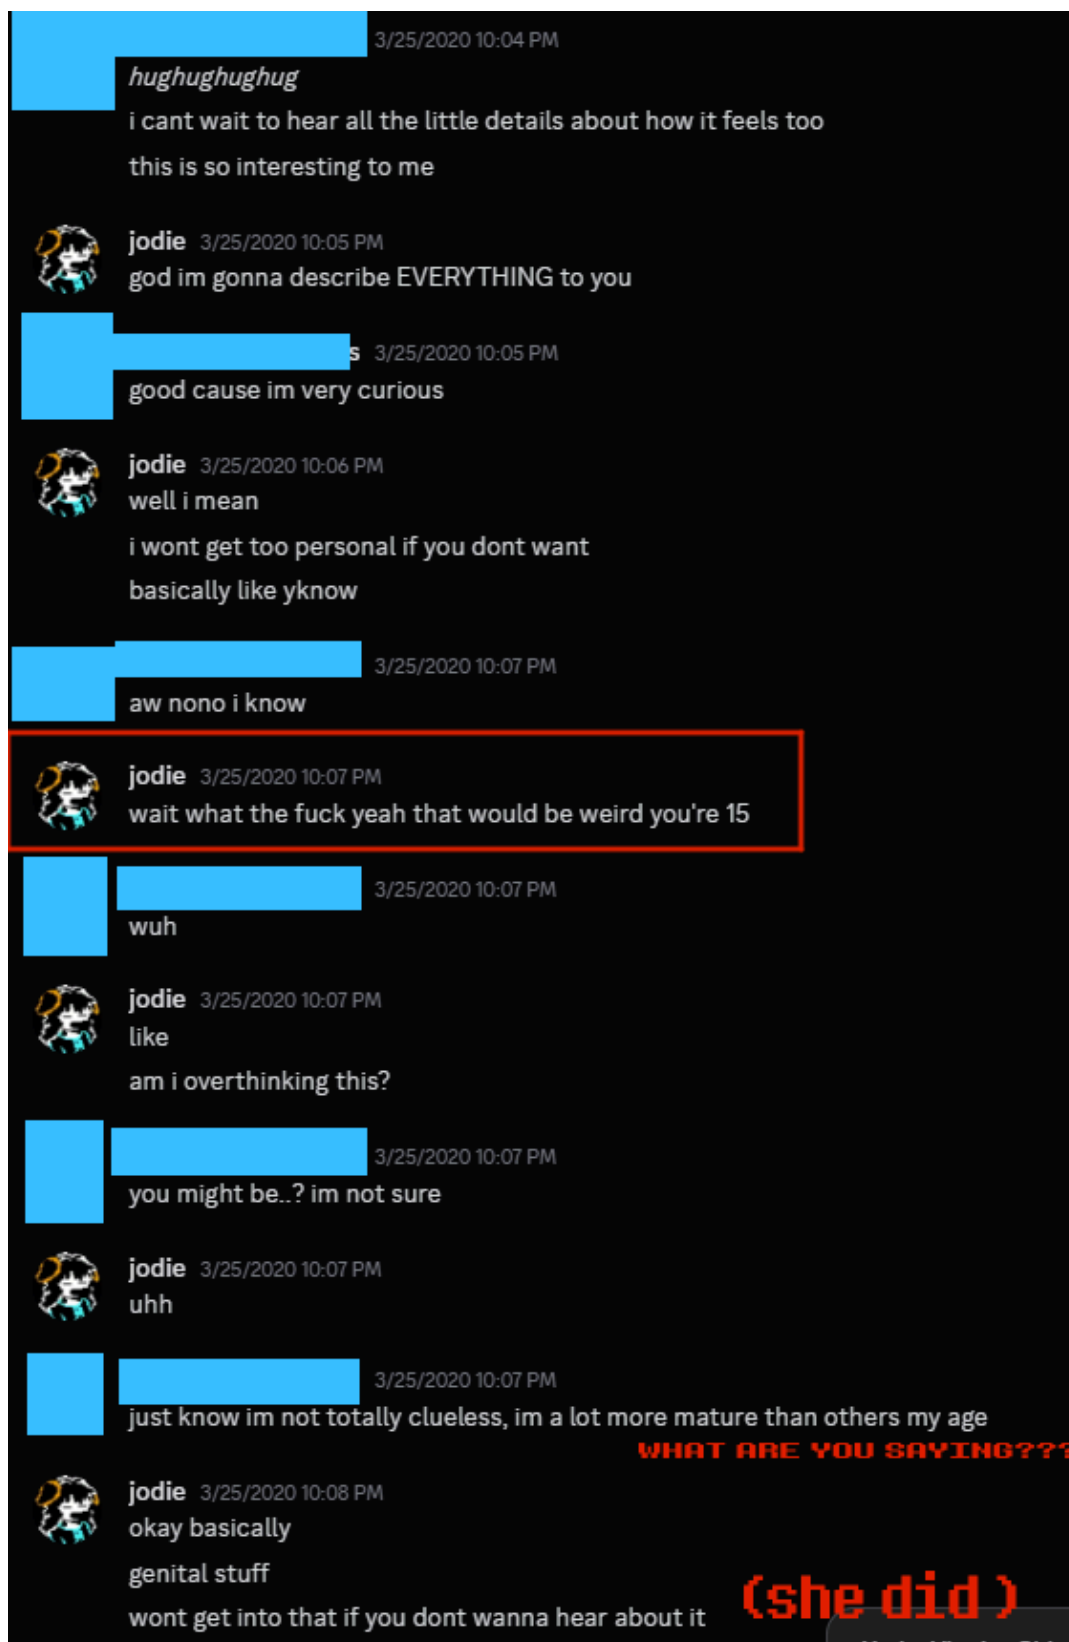 3/25/2020 10:04 PM
hughughughug
i cant wait to hear all the little details about how it feels too
this is so interesting to me
jodie 3/25/2020 10:05 PM
god im gonna describe EVERYTHING to you
s 3/25/2020 10:05 PM
good cause im very curious
jodie 3/25/2020 10:06 PM
well i mean
i wont get too personal if you dont want
basically like yknow
3/25/2020 10:07 PM
aw nono i know
jodie 3/25/2020 10:07 PM
wait what the fuck yeah that would be weird you're 15
3/25/2020 10:07 PM
wuh
jodie 3/25/2020 10:07 PM
like
am i overthinking this?
3/25/2020 10:07 PM
you might be..? im not sure
jodie 3/25/2020 10:07 PM
uhh
3/25/2020 10:07 PM
just know im not totally clueless, im a lot more mature than others my age
WHAT ARE YOU SAYING???
jodie 3/25/2020 10:08 PM
okay basically
genital stuff
wont get into that if you dont wanna hear about it
(she did )